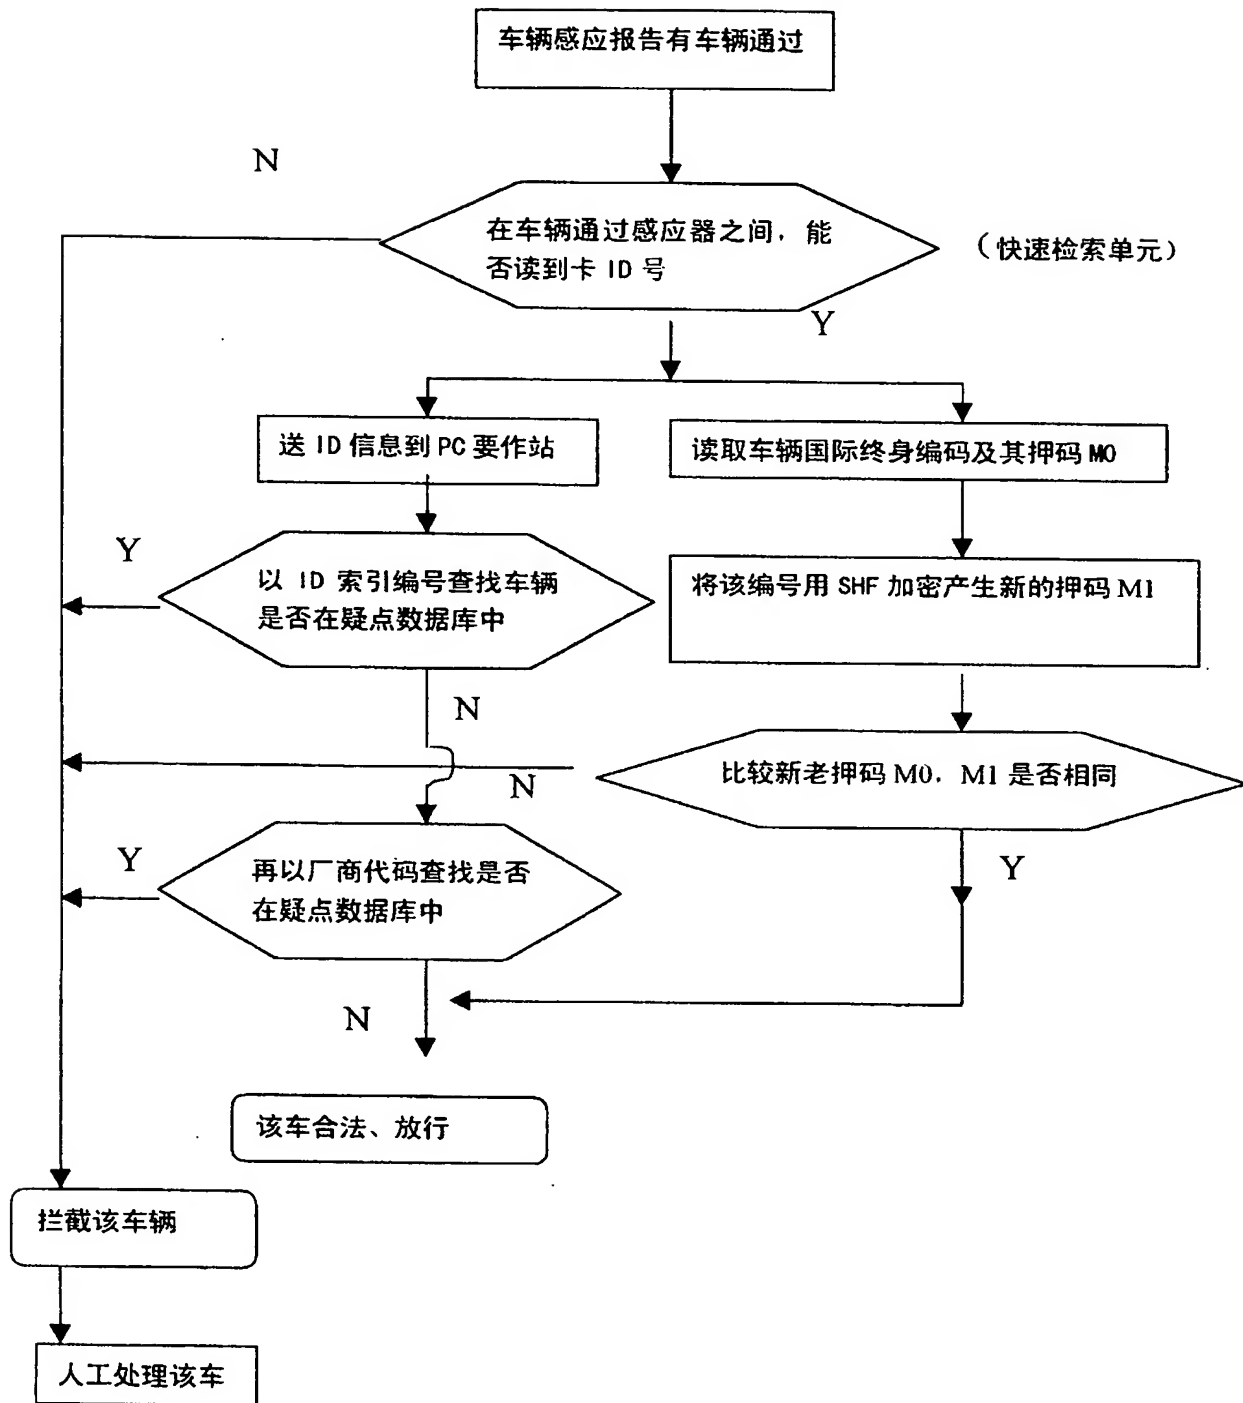 车辆感应报告有车辆通过
N
在车辆通过感应器之间，能
否读到卡 ID 号
（快速检索单元）
Y
送 ID 信息到 PC 要作站
读取车辆国际终身编码及其押码 M0
Y
以 ID 索引编号查找车辆
是否在疑点数据库中
将该编号用 SHF 加密产生新的押码 M1
N
比较新老押码 M0，M1 是否相同
N
Y
再以厂商代码查找是否
在疑点数据库中
Y
N
该车合法、放行
拦截该车辆
人工处理该车